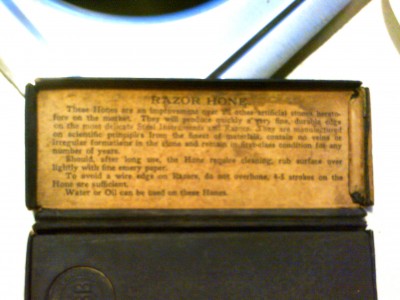 RAZOR HONE
These Hones are an improvement over all other artificial stones hereto-
fore on the market. They will produce quickly a very fine, durable edge
on the most delicate Steel Instruments and Razors. They are manufactured
on scientific principles from the finest of material, contain no veins or
irregular formations in the stone and remain in first-class condition for any
number of years.
Should, after long use, the Hone require cleaning, rub surface over
lightly with fine emery paper.
To avoid a wire edge on Razors, do not overhone, 4-5 strokes on the
Hone are sufficient.
Water or Oil can be used on these Hones.